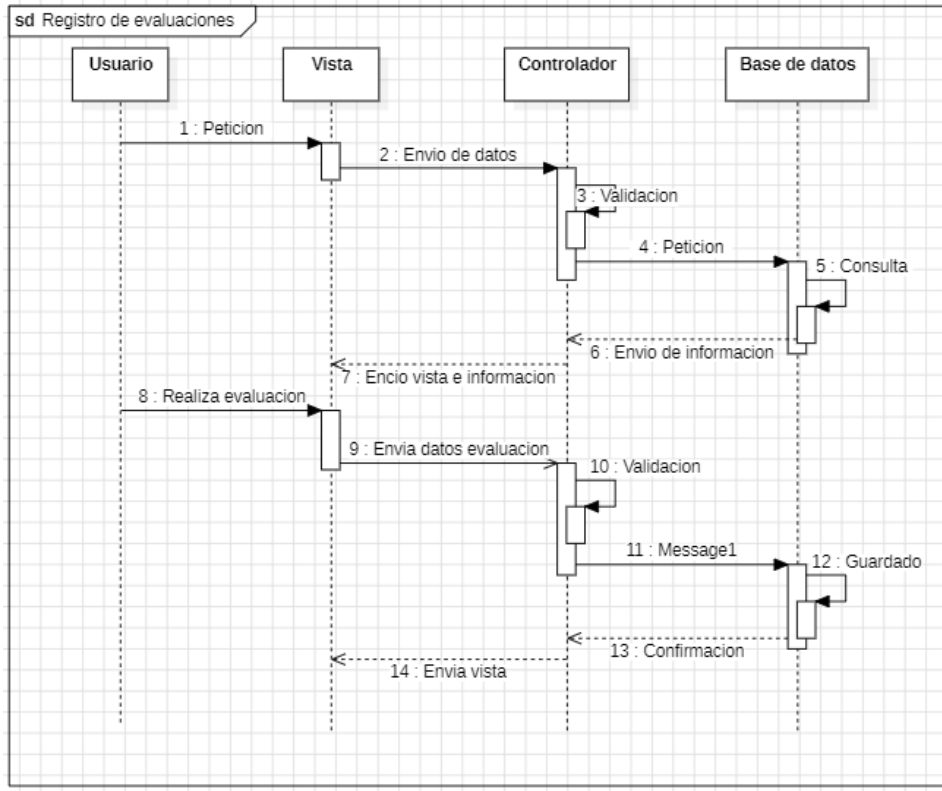 sd Registro de evaluaciones
Usuario
Vista
Controlador
Base de datos
1 : Peticion
2 : Envio de datos
3 : Validacion
4 : Peticion
5 : Consulta
6 : Envio de informacion
7 : Encio vista e informacion
8 : Realiza evaluacion
9 : Envia datos evaluacion
10 : Validacion
11 : Message1
12 : Guardado
13 : Confirmacion
14 : Envia vista